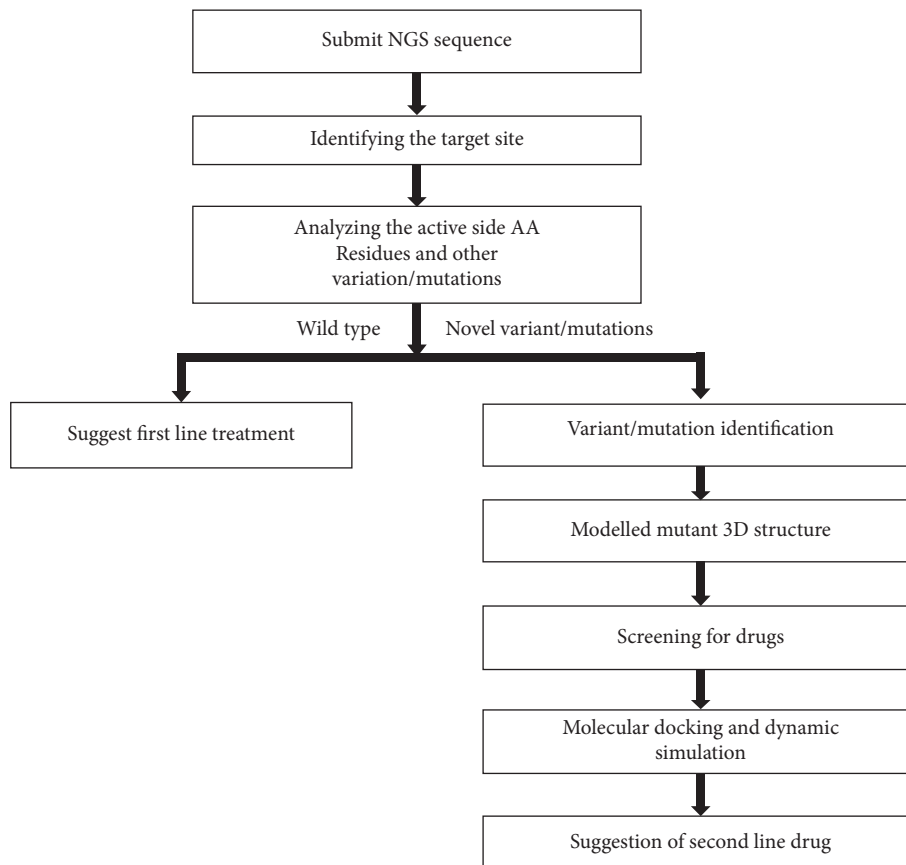 Submit NGS sequence
Identifying the target site
Analyzing the active side AA
Residues and other
variation/mutations
Wild type
Novel variant/mutations
Suggest first line treatment
Variant/mutation identification
Modelled mutant 3D structure
Screening for drugs
Molecular docking and dynamic
simulation
Suggestion of second line drug